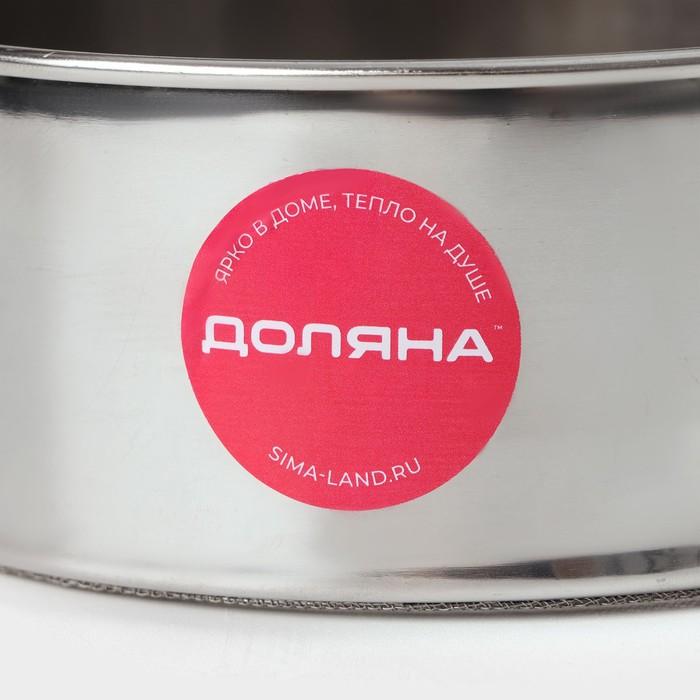 ЯРКО В ДОМЕ, ТЕПЛО НА ДУШЕ
ДОЛЯНА™
SIMA-LAND.RU